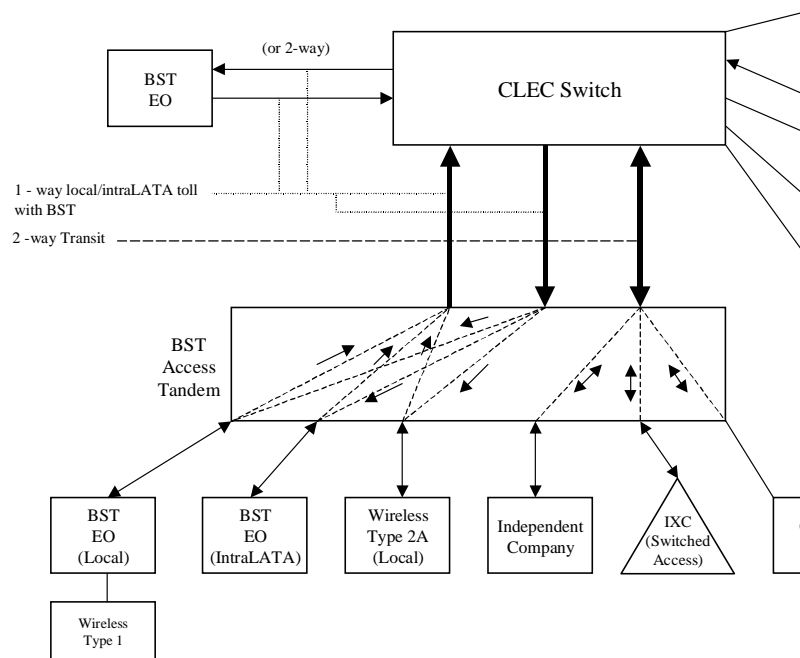 (or 2-way)
BST
EO
CLEC Switch
1 - way local/intraLATA toll
with BST
2 -way Transit
BST
Access
Tandem
BST
EO
(Local)
BST
EO
(IntraLATA)
Wireless
Type 2A
(Local)
Independent
Company
IXC
(Switched
Access)
Wireless
Type 1